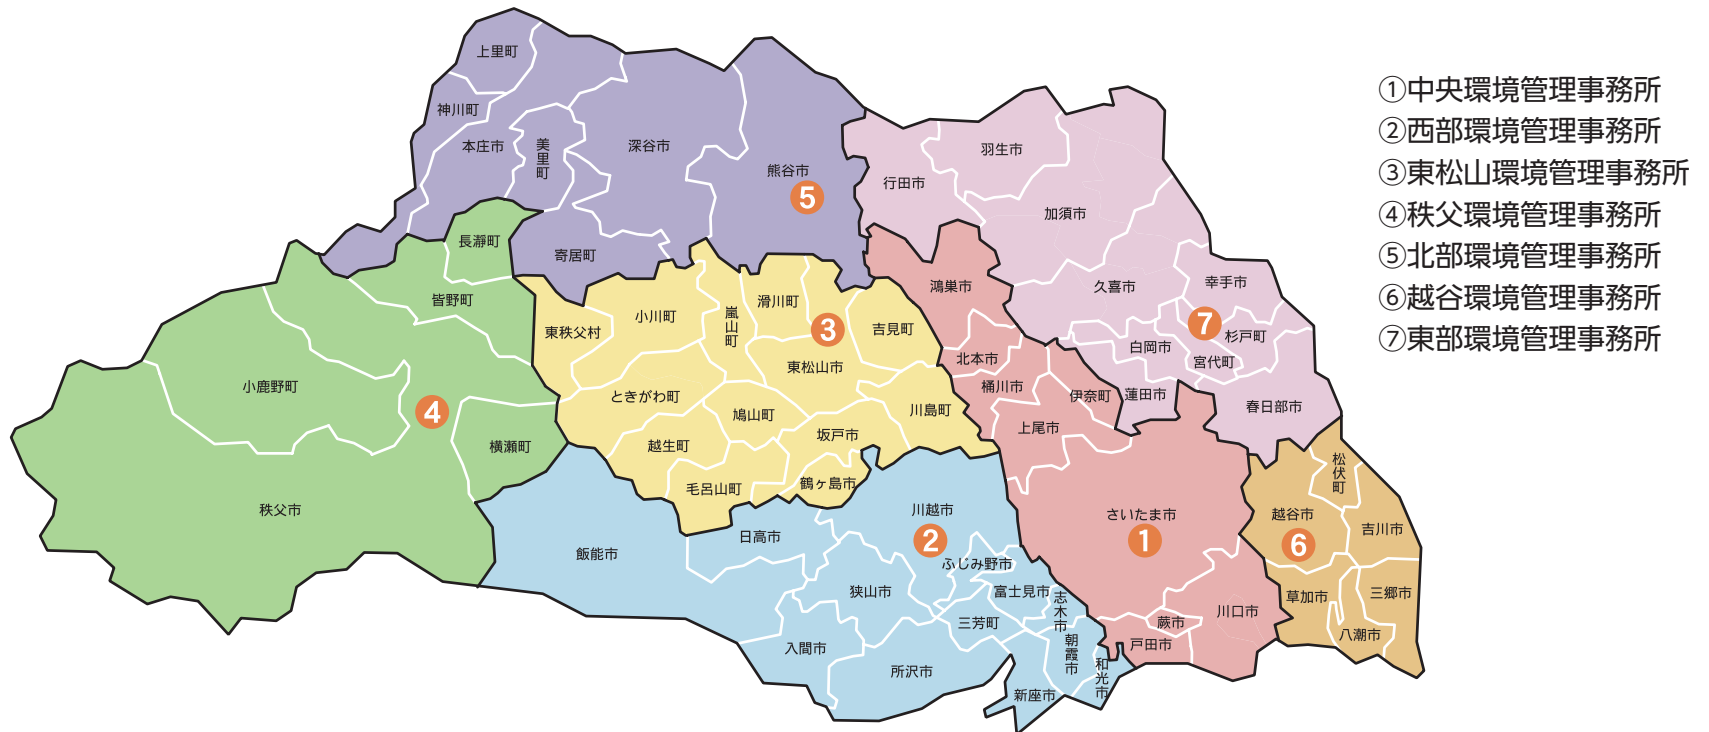 ①中央環境管理事務所
②西部環境管理事務所
③東松山環境管理事務所
④秩父環境管理事務所
⑤北部環境管理事務所
⑥越谷環境管理事務所
⑦東部環境管理事務所
上里町
神川町
本庄市
美里町
深谷市
熊谷市
5
寄居町
長瀞町
皆野町
小鹿野町
4
横瀬町
秩父市
東秩父村
小川町
嵐山町
滑川町
3
吉見町
東松山市
ときがわ町
鳩山町
川島町
越生町
坂戸市
毛呂山町
鶴ヶ島市
行田市
羽生市
加須市
久喜市
幸手市
7
杉戸町
白岡市
宮代町
蓮田市
春日部市
鴻巣市
北本市
桶川市
伊奈町
上尾市
さいたま市
1
川口市
蕨市
戸田市
川越市
2
飯能市
日高市
ふじみ野市
狭山市
富士見市
志木市
三芳町
入間市
所沢市
朝霞市
和光市
新座市
松伏町
越谷市
6
吉川市
草加市
三郷市
八潮市